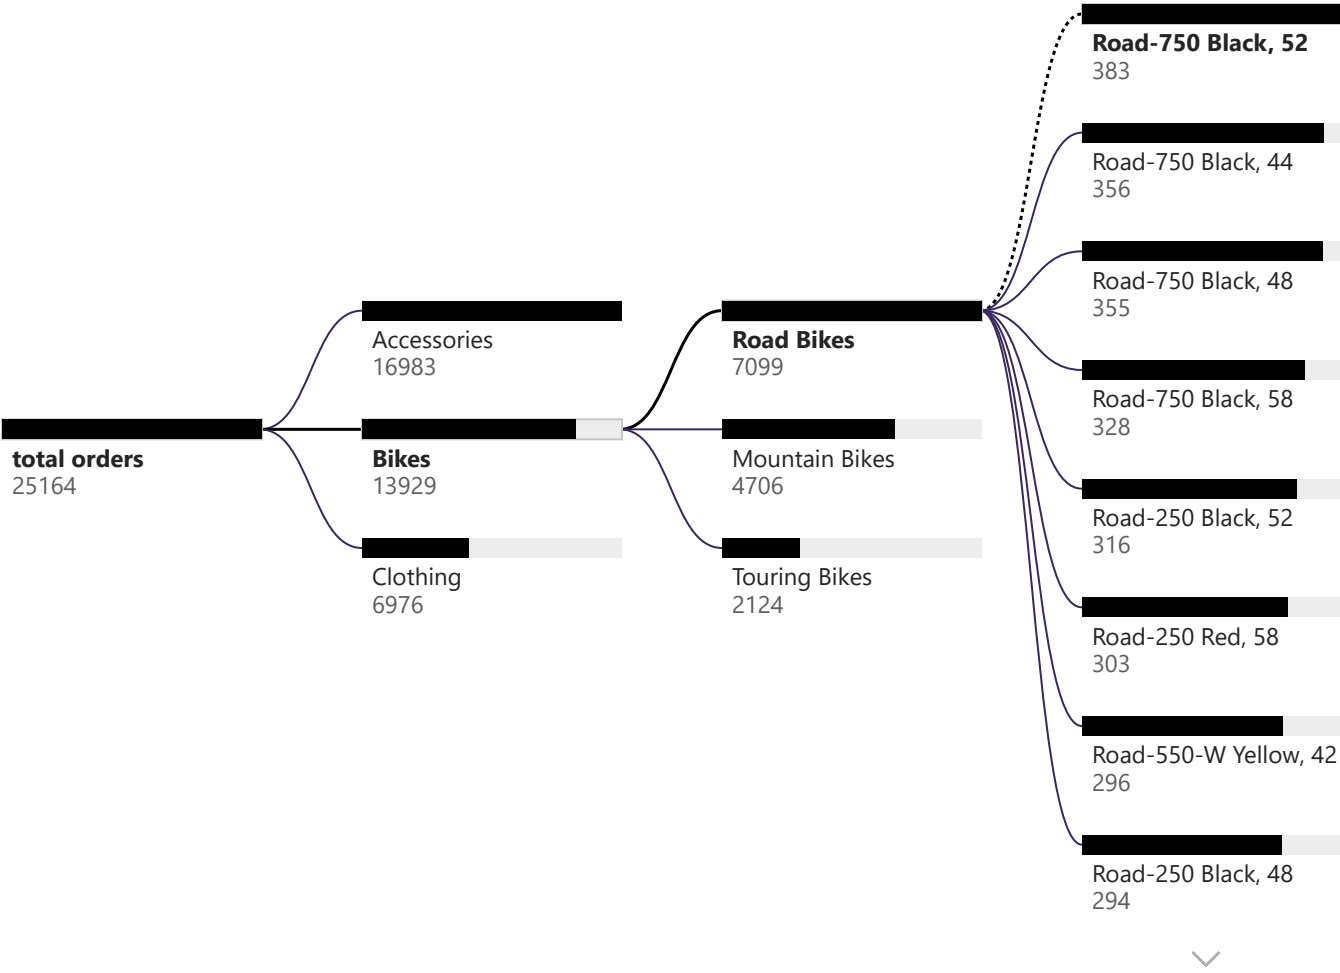 total orders
25164
Accessories
16983
Bikes
13929
Clothing
6976
Road Bikes
7099
Mountain Bikes
4706
Touring Bikes
2124
Road-750 Black, 52
383
Road-750 Black, 44
356
Road-750 Black, 48
355
Road-750 Black, 58
328
Road-250 Black, 52
316
Road-250 Red, 58
303
Road-550-W Yellow, 42
296
Road-250 Black, 48
294